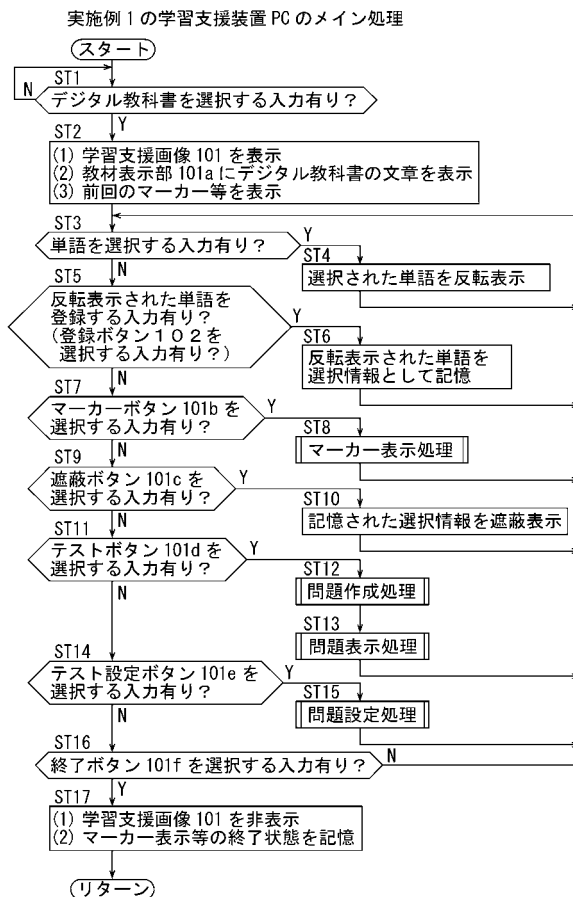 実施例1の学習支援装置PCのメイン処理
スタート
ST1
N
デジタル教科書を選択する入力有り？
Y
ST2
(1) 学習支援画像101を表示
(2) 教材表示部101aにデジタル教科書の文章を表示
(3) 前回のマーカー等を表示
ST3
単語を選択する入力有り？
Y
ST4
選択された単語を反転表示
N
ST5
反転表示された単語を
登録する入力有り？
(登録ボタン102を
選択する入力有り？)
Y
ST6
反転表示された単語を
選択情報として記憶
N
ST7
マーカーボタン101bを
選択する入力有り？
Y
ST8
マーカー表示処理
N
ST9
遮蔽ボタン101cを
選択する入力有り？
Y
ST10
記憶された選択情報を遮蔽表示
N
ST11
テストボタン101dを
選択する入力有り？
Y
ST12
問題作成処理
N
ST13
問題表示処理
ST14
テスト設定ボタン101eを
選択する入力有り？
Y
ST15
問題設定処理
N
ST16
終了ボタン101fを選択する入力有り？
N
Y
ST17
(1) 学習支援画像101を非表示
(2) マーカー表示等の終了状態を記憶
リターン